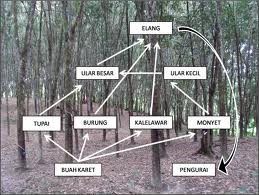 ELANG
ULAR BESAR
ULAR KECIL
TUPAI
BURUNG
KALELAWAR
MONYET
BUAH KARET
PENGURAI